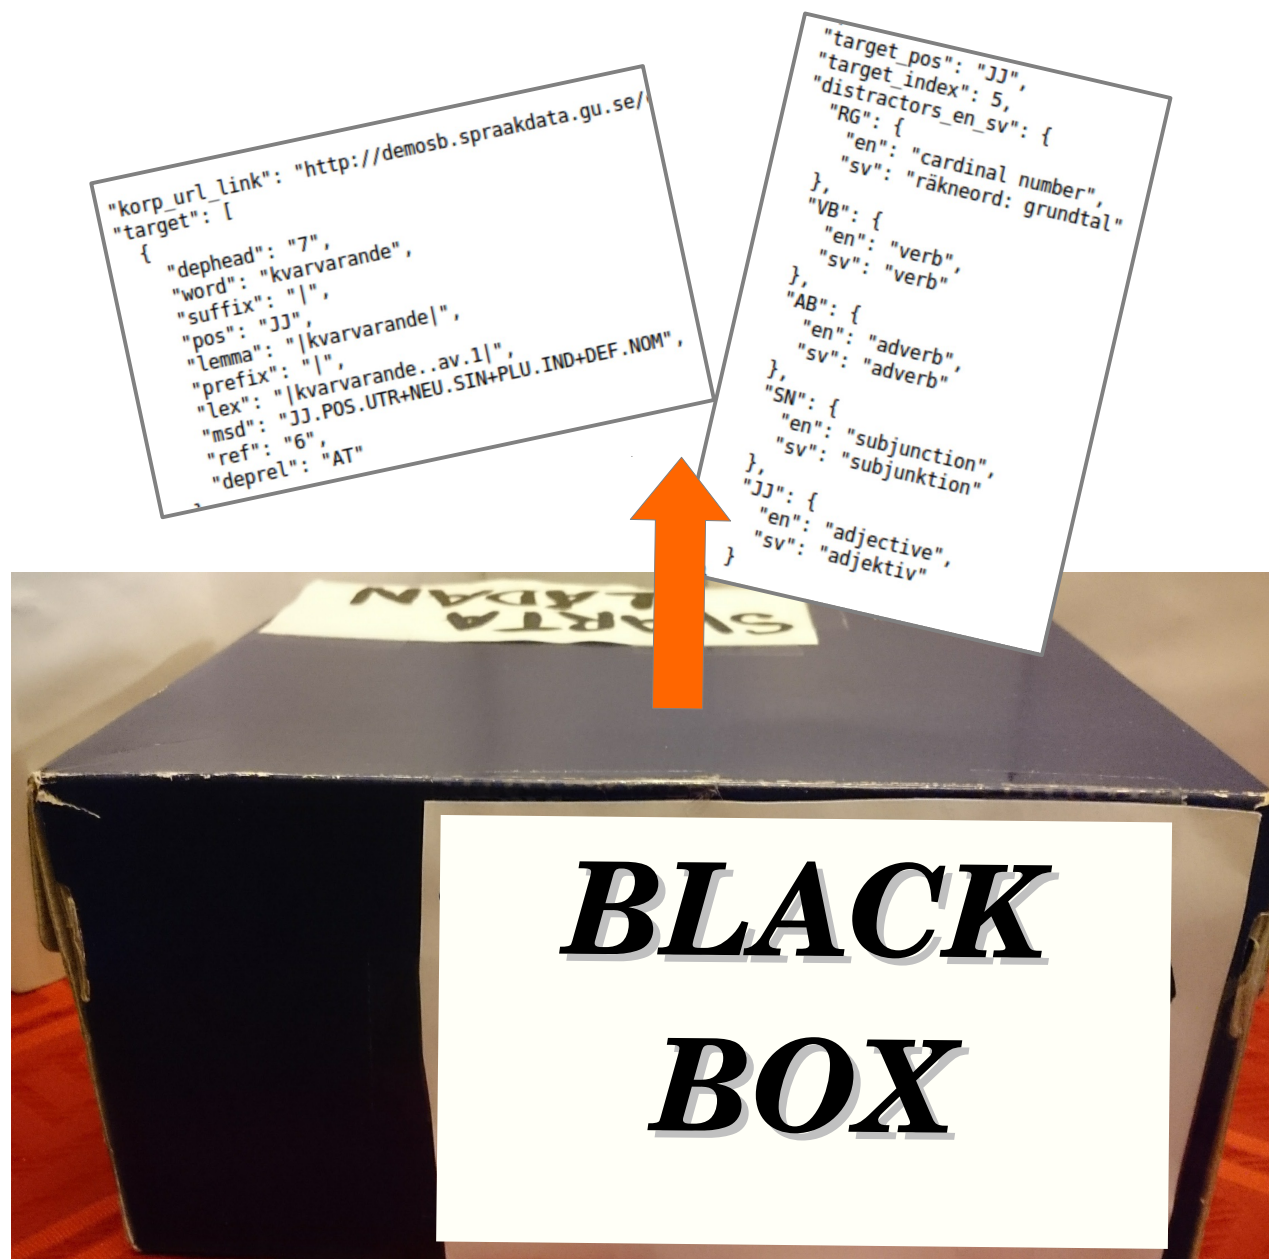 "korp_url_link": "http://demosb.spraakdata.gu.se/
"target": [
{
"dephead": "7",
"word": "kvarvarande",
"suffix": "|",
"pos": "JJ",
"lemma": "|kvarvarande|",
"prefix": "|",
"lex": "|kvarvarande..av.1|",
"msd": "JJ.POS.UTR+NEU.SIN+PLU.IND+DEF.NOM",
"ref": "6",
"deprel": "AT"
"target_pos": "JJ",
"target_index": 5,
"distractors_en_sv": {
"RG": {
"en": "cardinal number",
"sv": "räkneord: grundtal"
},
"VB": {
"en": "verb",
"sv": "verb"
},
"AB": {
"en": "adverb",
"sv": "adverb"
},
"SN": {
"en": "subjunction",
"sv": "subjunktion"
},
"JJ": {
"en": "adjective",
"sv": "adjektiv"
}
SVARTA
LÅDAN
BLACK
BOX